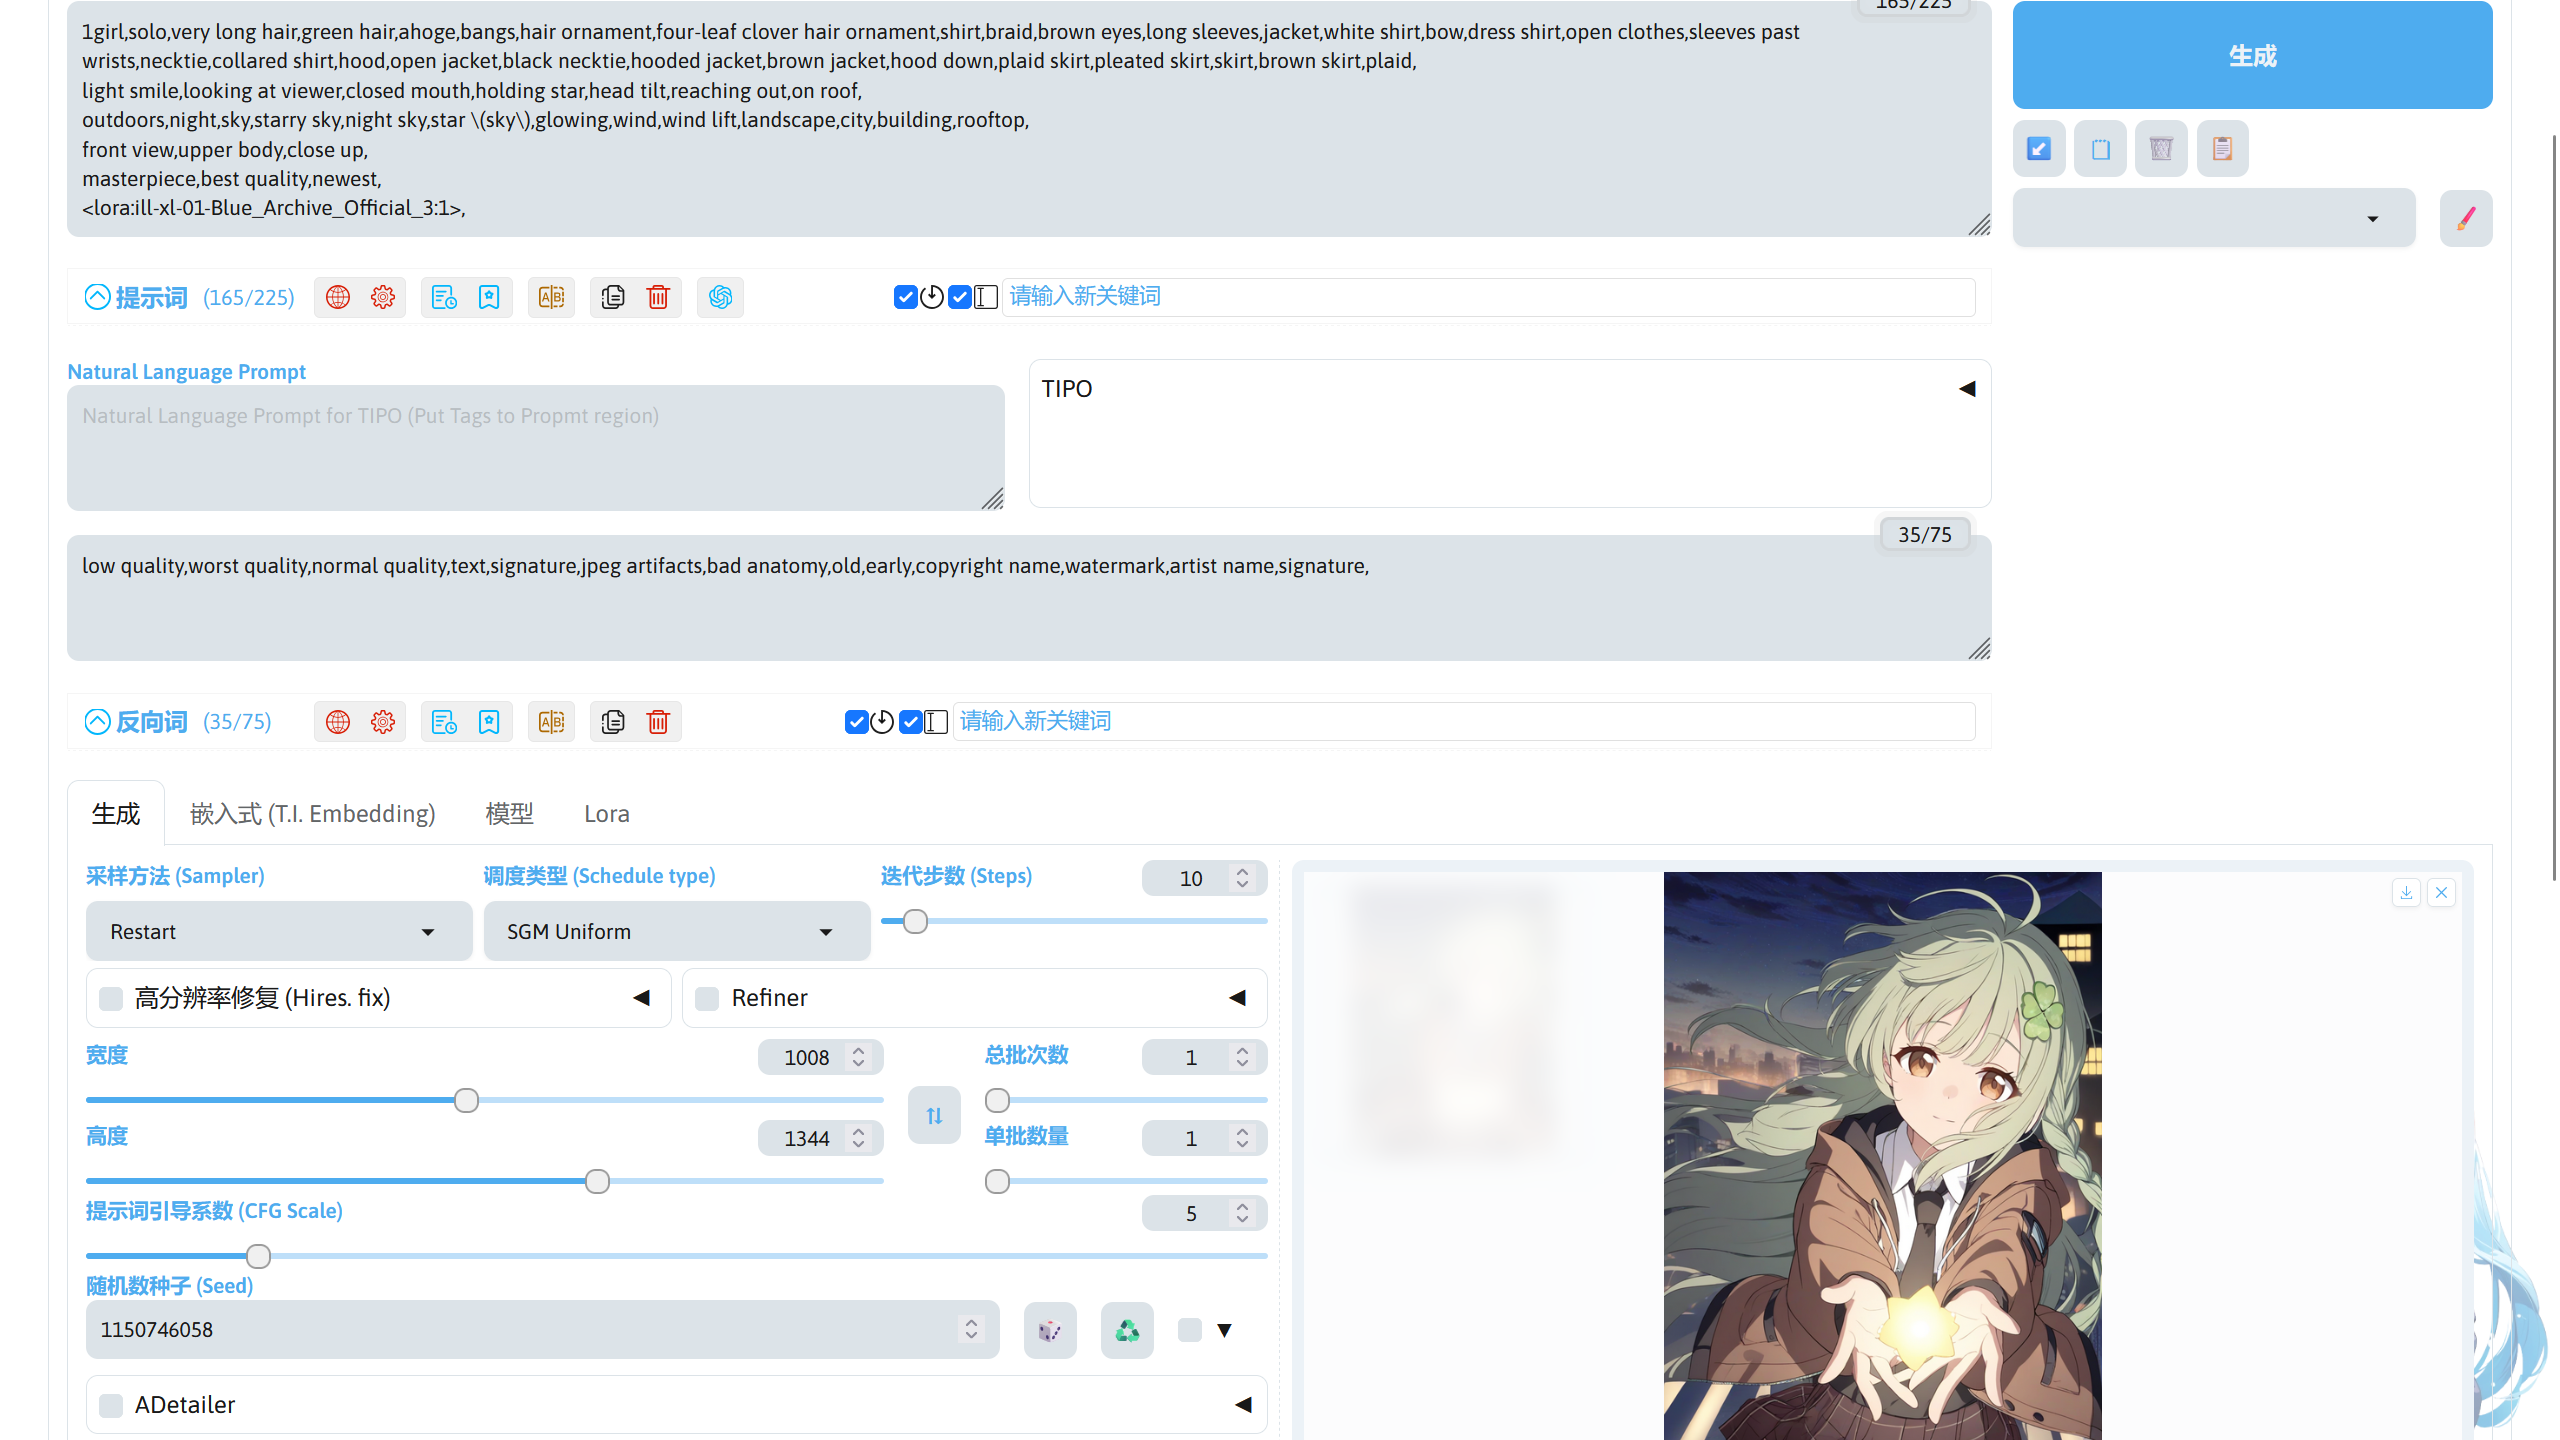 165/225
1girl,solo,very long hair,green hair,ahoge,bangs,hair ornament,four-leaf clover hair ornament,shirt,braid,brown eyes,long sleeves,jacket,white shirt,bow,dress shirt,open clothes,sleeves past
wrists,necktie,collared shirt,hood,open jacket,black necktie,hooded jacket,brown jacket,hood down,plaid skirt,pleated skirt,skirt,brown skirt,plaid,
light smile,looking at viewer,closed mouth,holding star,head tilt,reaching out,on roof,
outdoors,night,sky,starry sky,night sky,star \(sky\),glowing,wind,wind lift,landscape,city,building,rooftop,
front view,upper body,close up,
masterpiece,best quality,newest,
<lora:ill-xl-01-Blue_Archive_Official_3:1>,
生成
提示词 (165/225)
请输入新关键词
Natural Language Prompt
Natural Language Prompt for TIPO (Put Tags to Propmt region)
TIPO
35/75
low quality,worst quality,normal quality,text,signature,jpeg artifacts,bad anatomy,old,early,copyright name,watermark,artist name,signature,
反向词 (35/75)
请输入新关键词
生成 嵌入式 (T.I. Embedding) 模型 Lora
采样方法 (Sampler) 调度类型 (Schedule type) 迭代步数 (Steps) 10
Restart SGM Uniform
高分辨率修复 (Hires. fix) Refiner
宽度 1008 总批次数 1
高度 1344 单批数量 1
提示词引导系数 (CFG Scale) 5
随机数种子 (Seed)
1150746058
ADetailer